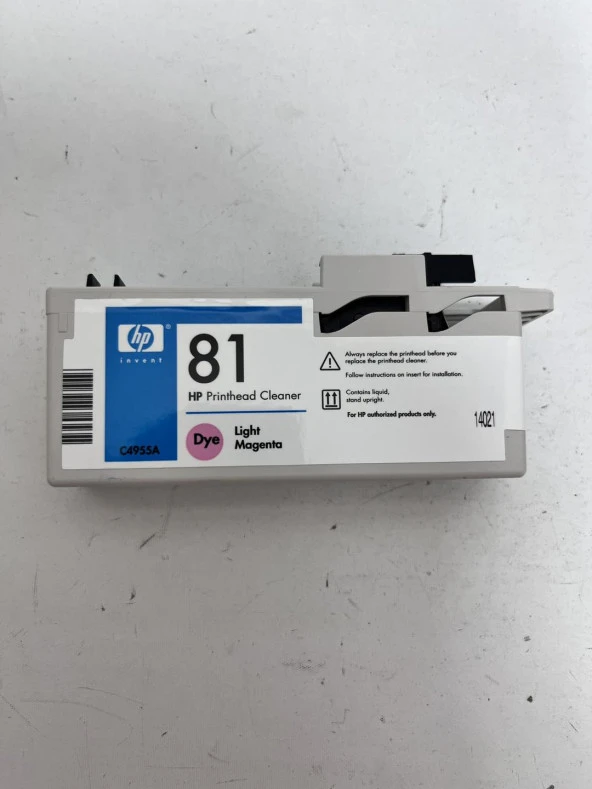 hp®
invent
81
HP Printhead Cleaner
Dye
Light
Magenta
C4955A
Always replace the printhead before you
replace the printhead cleaner.
Follow instructions on insert for installation.
Contains liquid,
stand upright.
For HP authorized products only.
14021